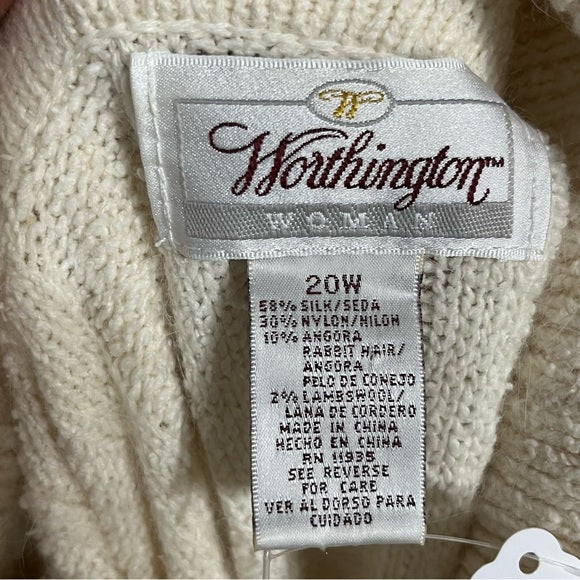 Worthington™
WOMAN
20W
58% SILK/SEDA
30% NYLON/NILON
10% ANGORA
RABBIT HAIR/
ANGORA
PELO DE CONEJO
2% LAMBSWOOL/
LANA DE CORDERO
MADE IN CHINA
HECHO EN CHINA
RN 11935
SEE REVERSE
FOR CARE
VER AL DORSO PARA
CUIDADO